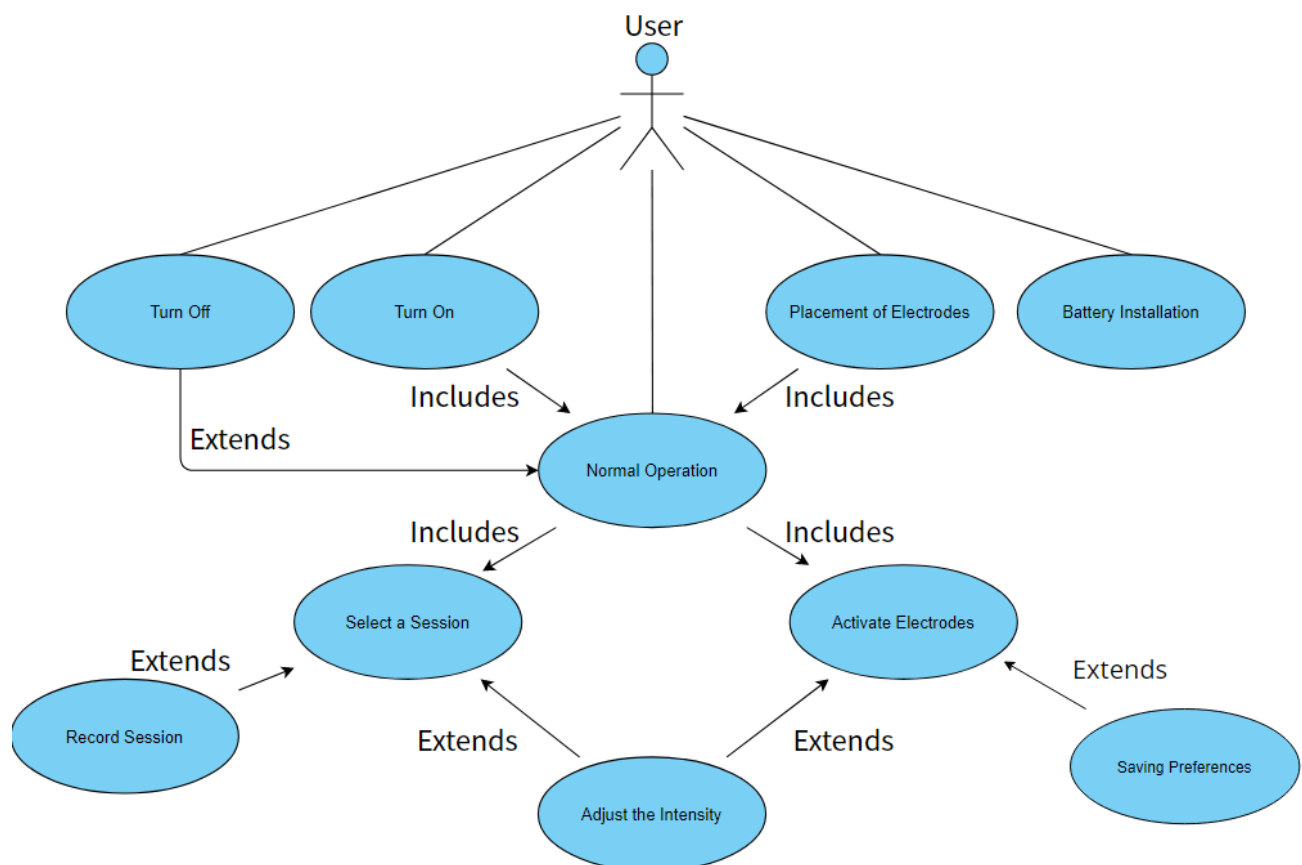 User
Turn Off
Turn On
Placement of Electrodes
Battery Installation
Includes
Includes
Extends
Normal Operation
Includes
Includes
Select a Session
Activate Electrodes
Extends
Extends
Record Session
Extends
Extends
Saving Preferences
Adjust the Intensity